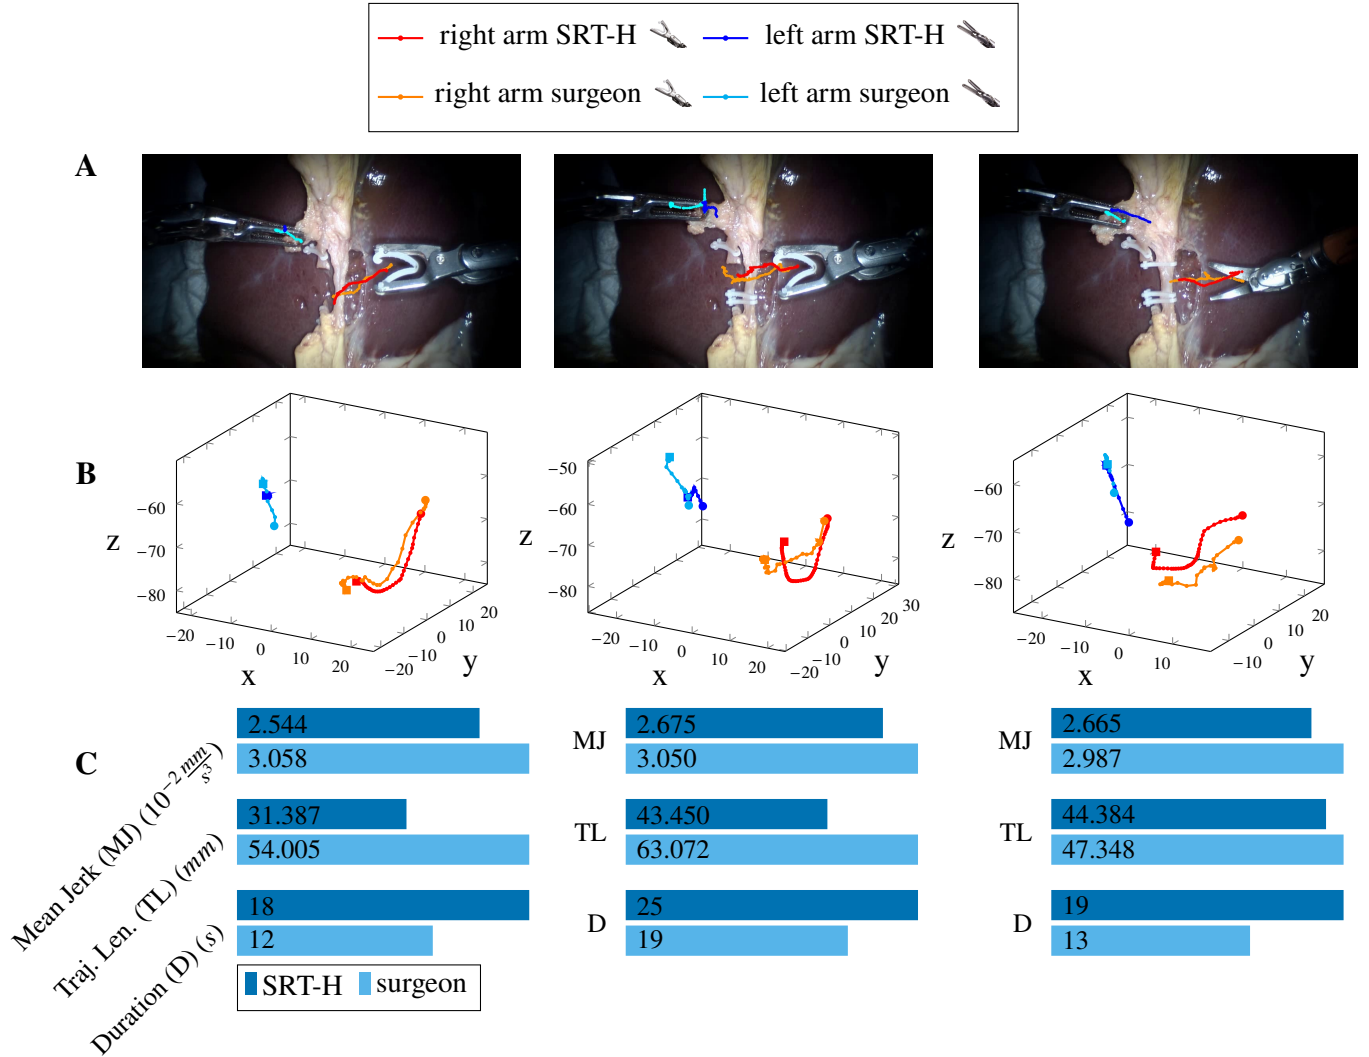 right arm SRT-H left arm SRT-H
right arm surgeon left arm surgeon
A
B
z
−60
−70
−80
−20
−10
0
10
20
x
−20
−10
0
10
20
y
z
−50
−60
−70
−80
−20
−10
0
10
20
x
−20
−10
0
10
20
30
y
z
−60
−70
−80
−20
−10
0
10
x
−10
0
10
20
y
C
Mean Jerk (MJ) (10⁻² mm/s³)
2.544
3.058
Traj. Len. (TL) (mm)
31.387
54.005
Duration (D) (s)
18
12
MJ
2.675
3.050
TL
43.450
63.072
D
25
19
MJ
2.665
2.987
TL
44.384
47.348
D
19
13
SRT-H surgeon